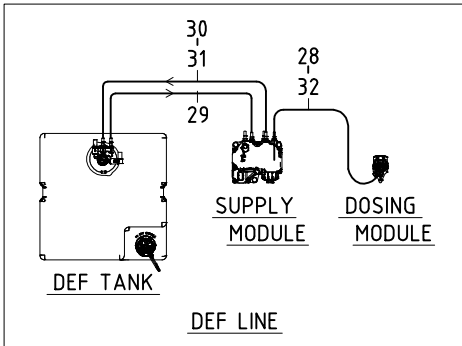 30
-
31
29
28
-
32
SUPPLY
MODULE
DOSING
MODULE
DEF TANK
DEF LINE